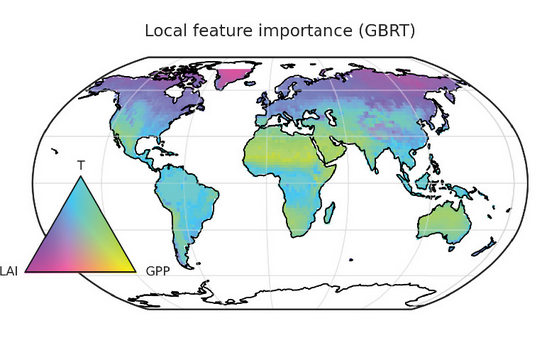 Local feature importance (GBRT)
T
LAI
GPP